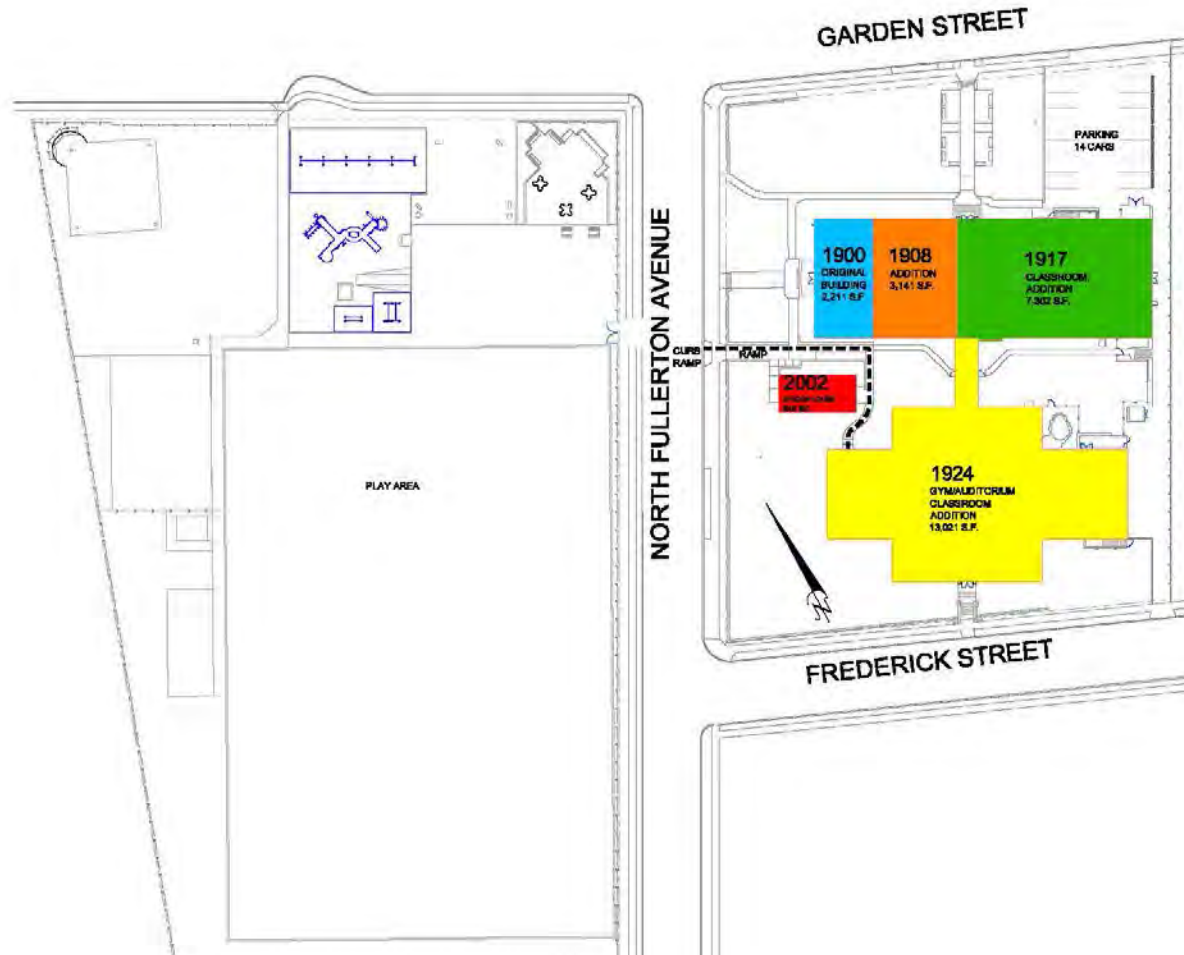 GARDEN STREET
PARKING
14 CARS
NORTH FULLERTON AVENUE
1900
ORIGINAL
BUILDING
2,211 S.F
1908
ADDITION
3,141 S.F.
1917
CLASSROOM
ADDITION
7,302 S.F.
CURB
RAMP
RAMP
2002
1924
GYM/AUDITORIUM
CLASSROOM
ADDITION
13,021 S.F.
PLAY AREA
N
FREDERICK STREET